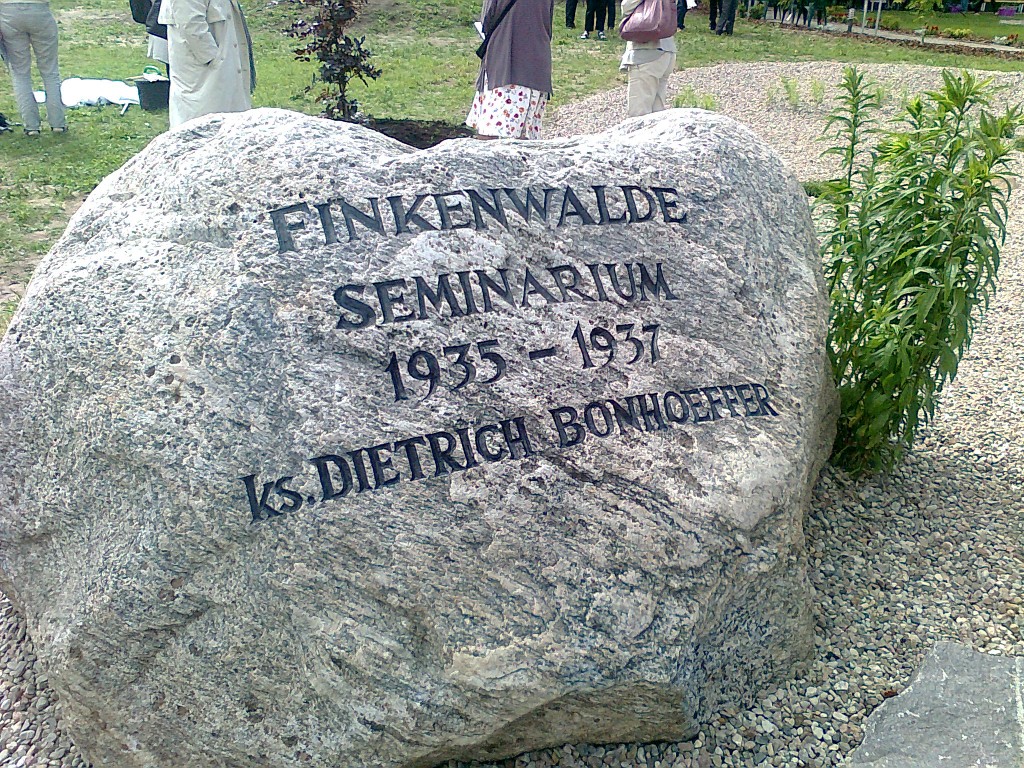 FINKENWALDE
SEMINARIUM
1935 - 1937
ks. DIETRICH BONHOEFFER